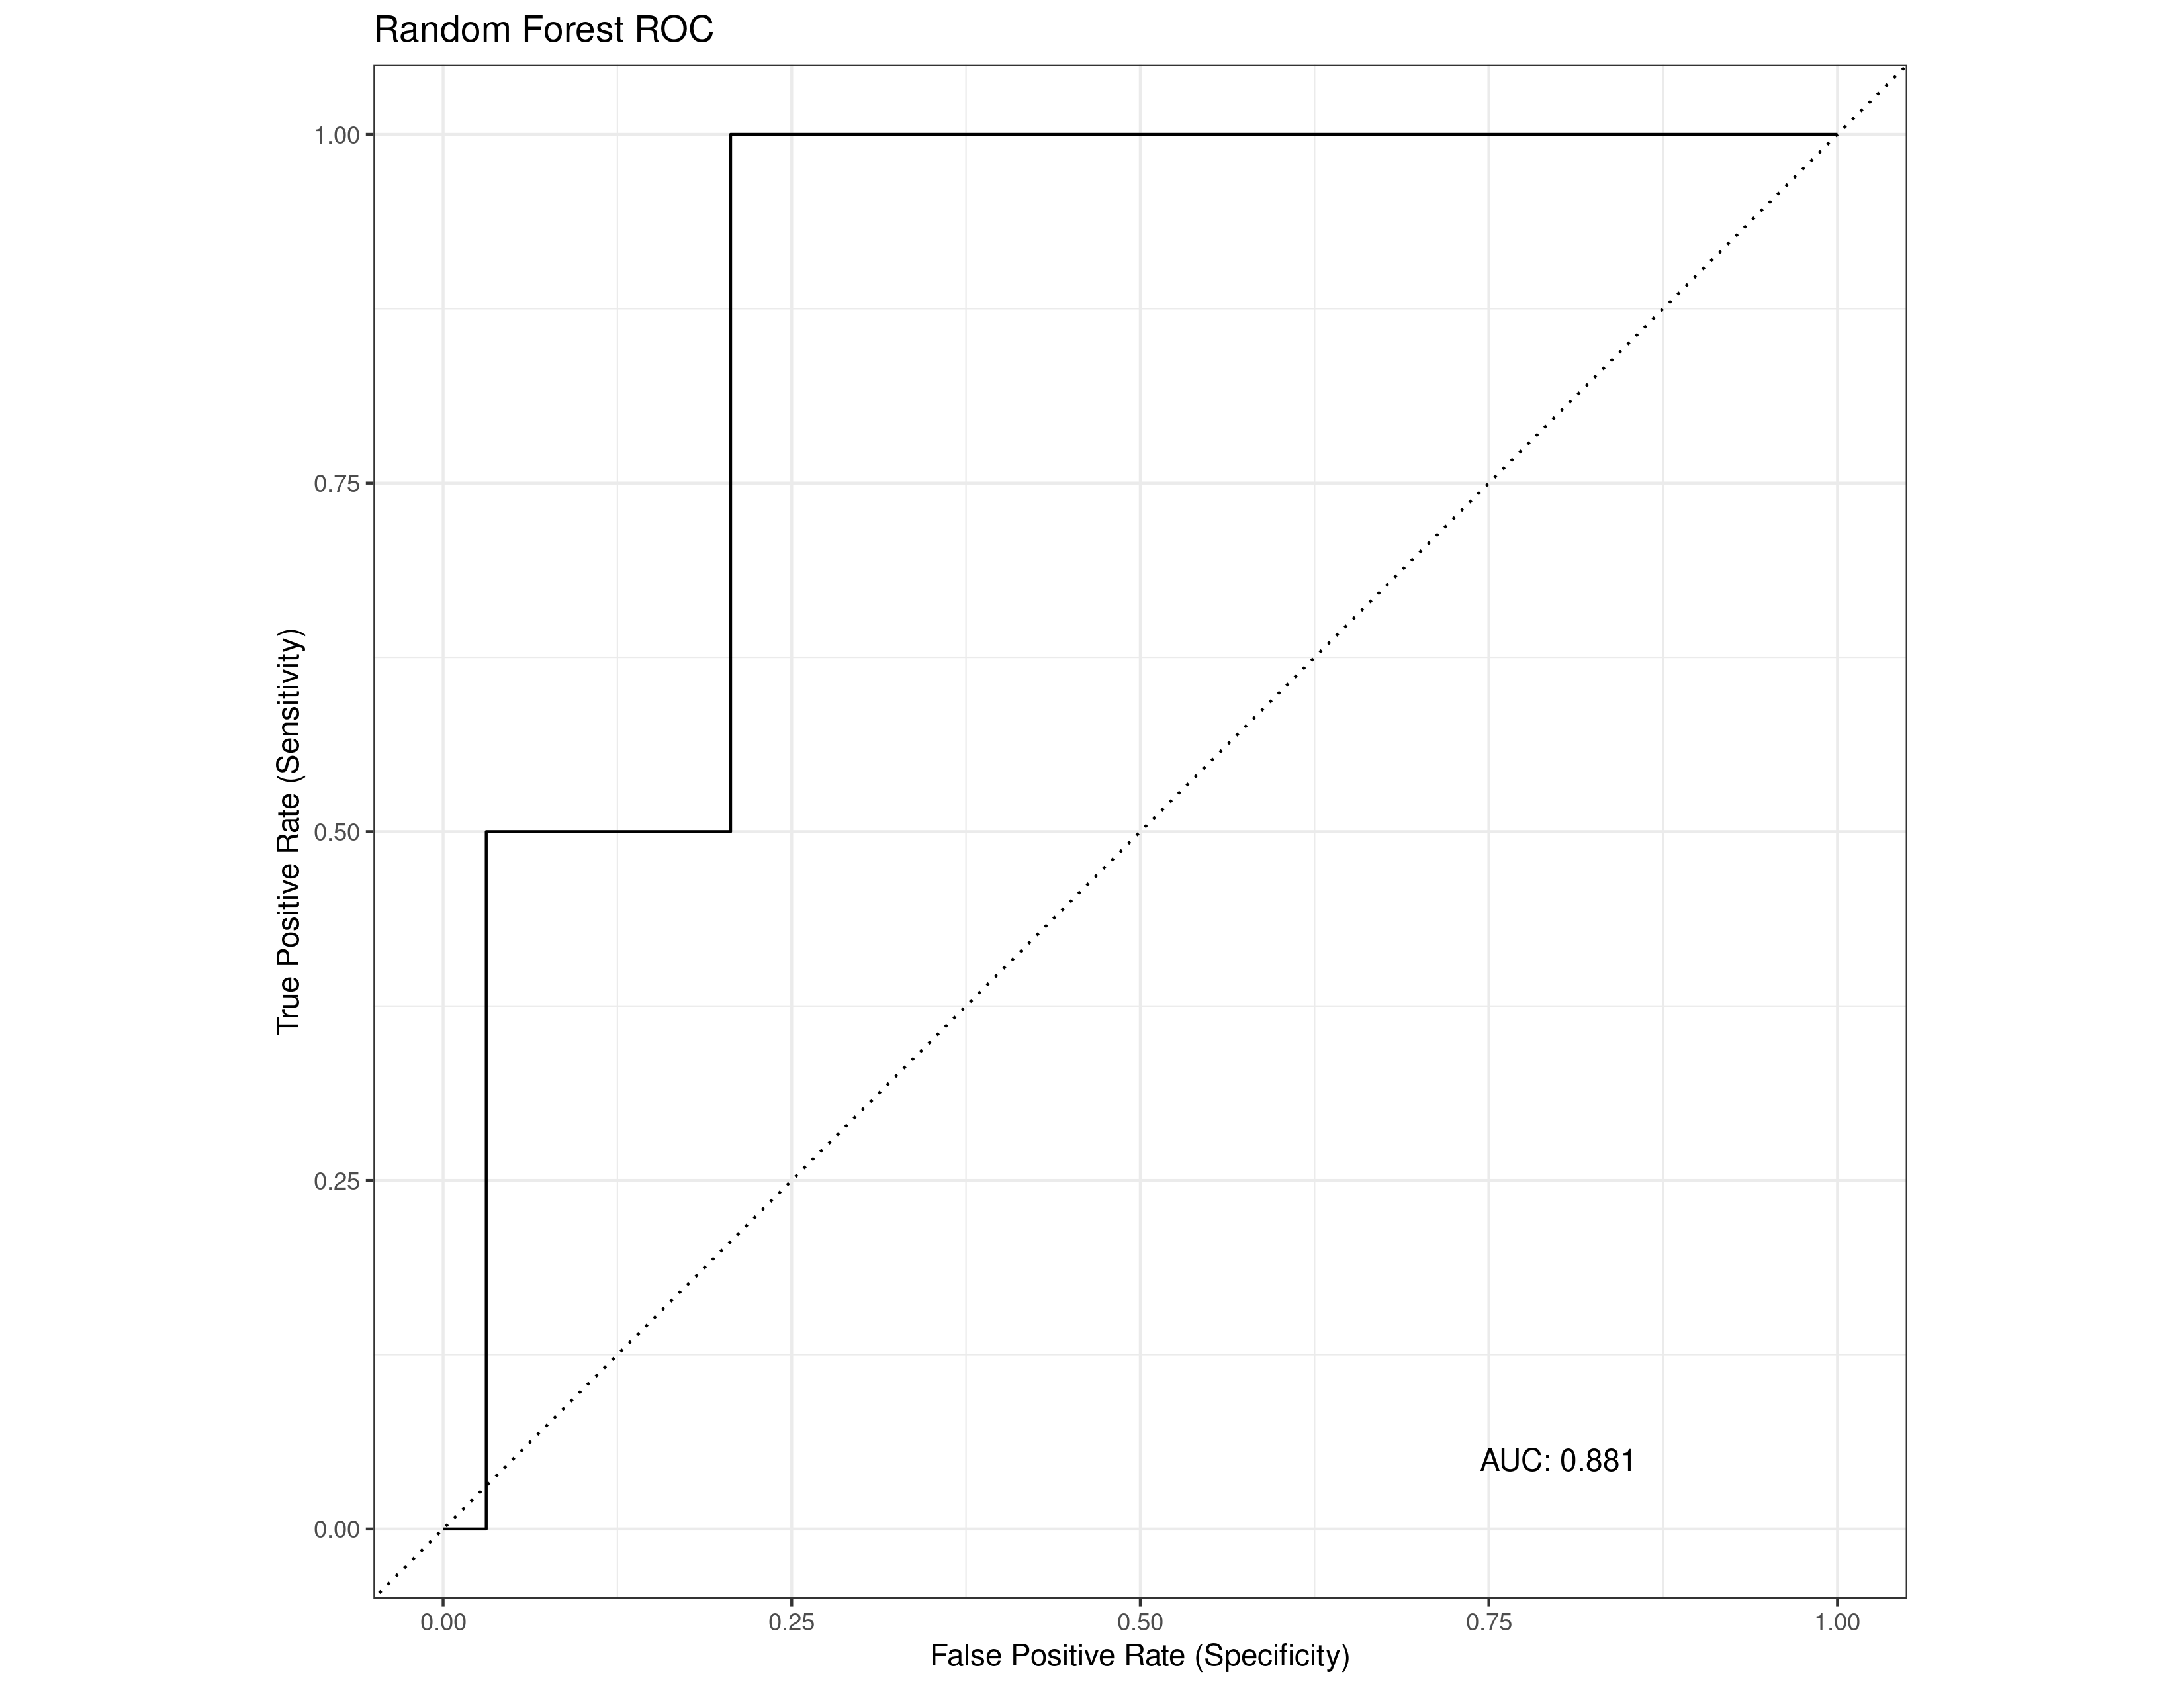 Random Forest ROC
True Positive Rate (Sensitivity)
1.00
0.75
0.50
0.25
0.00
AUC: 0.881
0.00 0.25 0.50 0.75 1.00
False Positive Rate (Specificity)